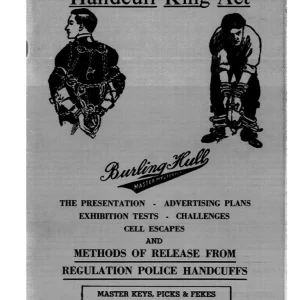 Handcuff King Act
Burling Hull
MASTER MYSTERIES
THE PRESENTATION - ADVERTISING PLANS
EXHIBITION TESTS - CHALLENGES
CELL ESCAPES
AND
METHODS OF RELEASE FROM
REGULATION POLICE HANDCUFFS
MASTER KEYS, PICKS & FEKES